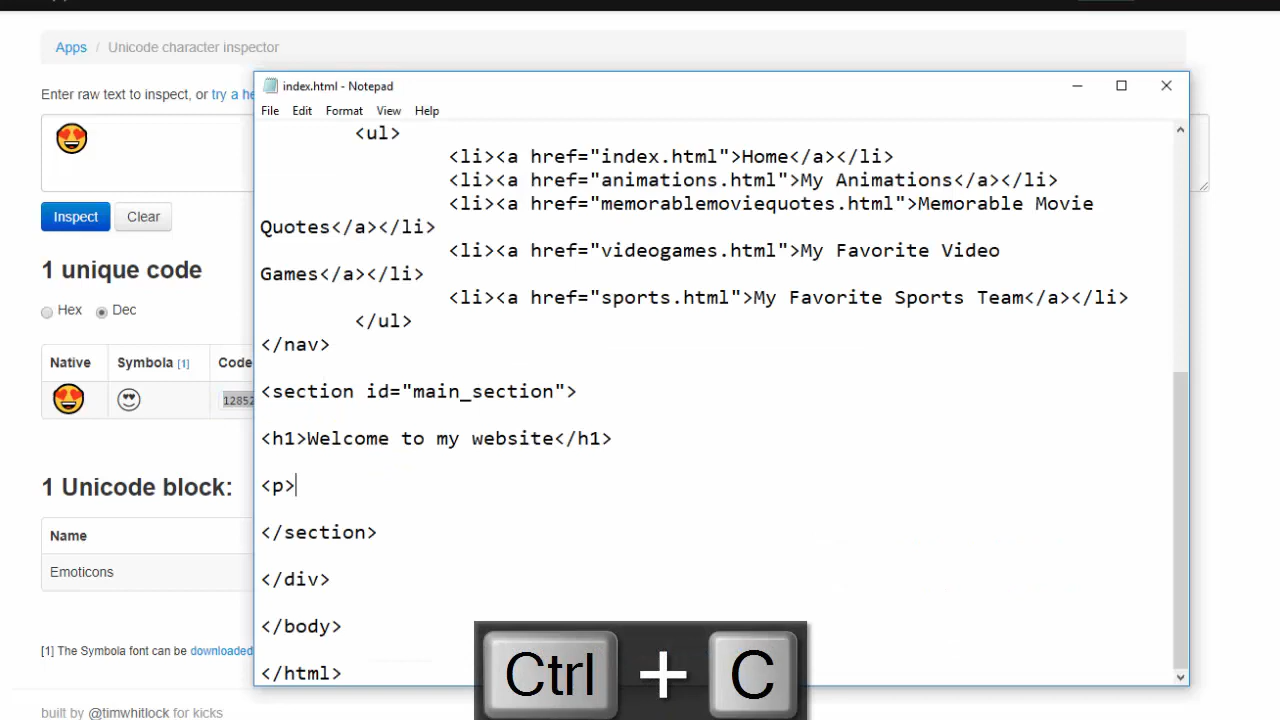 Apps / Unicode character inspector
Enter raw text to inspect, or try a he
😍
Inspect
Clear
1 unique code
Hex
Dec
Native
Symbola [1]
Code
😍
😍
12852
1 Unicode block:
Name
Emoticons
[1] The Symbola font can be downloaded
built by @timwhitlock for kicks
index.html - Notepad
File Edit Format View Help
<ul>
<li><a href="index.html">Home</a></li>
<li><a href="animations.html">My Animations</a></li>
<li><a href="memorablemoviequotes.html">Memorable Movie
Quotes</a></li>
<li><a href="videogames.html">My Favorite Video
Games</a></li>
<li><a href="sports.html">My Favorite Sports Team</a></li>
</ul>
</nav>
<section id="main_section">
<h1>Welcome to my website</h1>
<p>
</section>
</div>
</body>
</html>
Ctrl + C